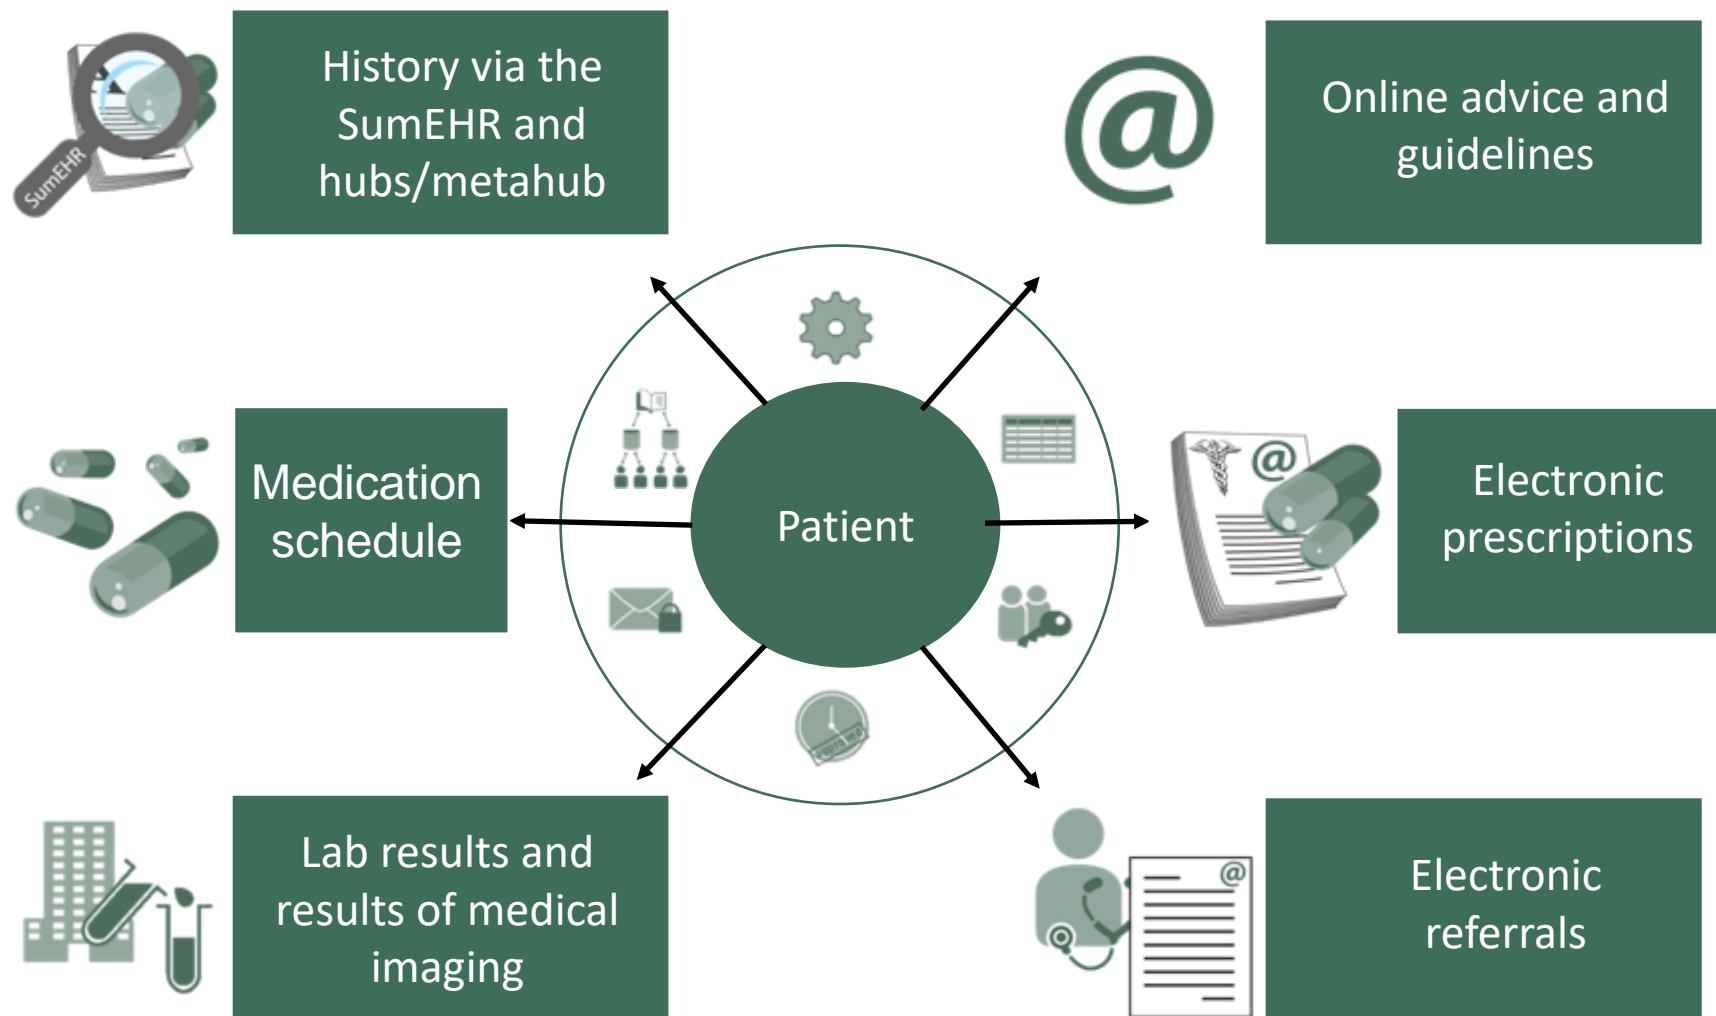 History via the
SumEHR and
hubs/metahub
SumEHR
@
Online advice and
guidelines
Medication
schedule
Patient
@
Electronic
prescriptions
Lab results and
results of medical
imaging
@
Electronic
referrals